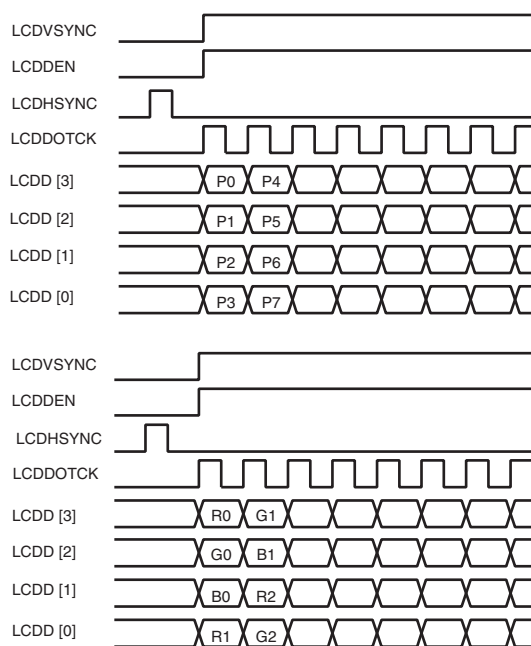 LCDVSYNC
LCDDEN
LCDHSYNC
LCDDOTCK
LCDD [3] P0 P4
LCDD [2] P1 P5
LCDD [1] P2 P6
LCDD [0] P3 P7
LCDVSYNC
LCDDEN
LCDHSYNC
LCDDOTCK
LCDD [3] R0 G1
LCDD [2] G0 B1
LCDD [1] B0 R2
LCDD [0] R1 G2